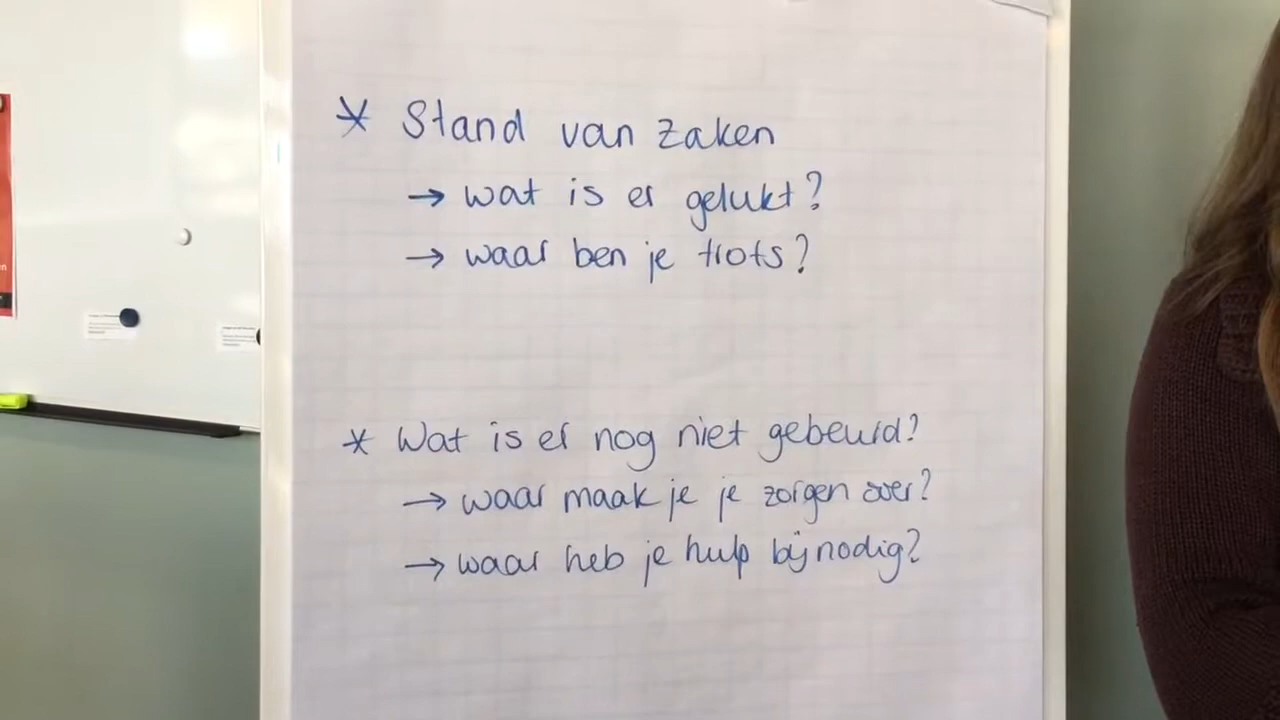 * Stand van zaken
→ wat is er gelukt?
→ waar ben je trots?
* Wat is er nog niet gebeurd?
→ waar maak je je zorgen over?
→ waar heb je hulp bij nodig?